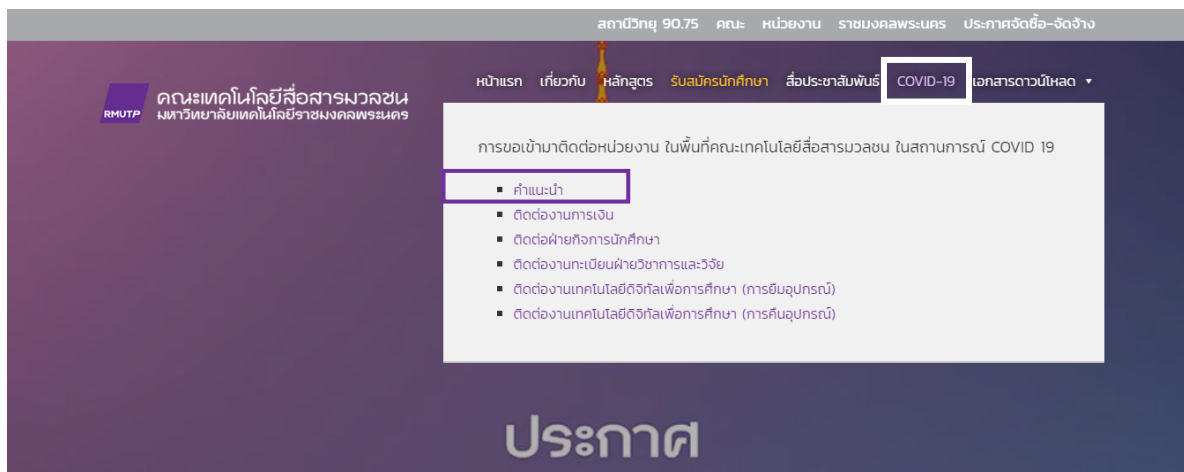 สถานีวิทยุ 90.75 คณะ หน่วยงาน ราชมงคลพระนคร ประกาศจัดซื้อ-จัดจ้าง
หน้าแรก เกี่ยวกับ หลักสูตร รับสมัครนักศึกษา สื่อประชาสัมพันธ์ COVID-19 เอกสารดาวน์โหลด
RMUTP
คณะเทคโนโลยีสื่อสารมวลชน
มหาวิทยาลัยเทคโนโลยีราชมงคลพระนคร
การขอเข้ามาติดต่อหน่วยงาน ในพื้นที่คณะเทคโนโลยีสื่อสารมวลชน ในสถานการณ์ COVID 19
คำแนะนำ
ติดต่องานการเงิน
ติดต่อฝ่ายกิจการนักศึกษา
ติดต่องานทะเบียนฝ่ายวิชาการและวิจัย
ติดต่องานเทคโนโลยีดิจิทัลเพื่อการศึกษา (การยืมอุปกรณ์)
ติดต่องานเทคโนโลยีดิจิทัลเพื่อการศึกษา (การคืนอุปกรณ์)
ประกาศ